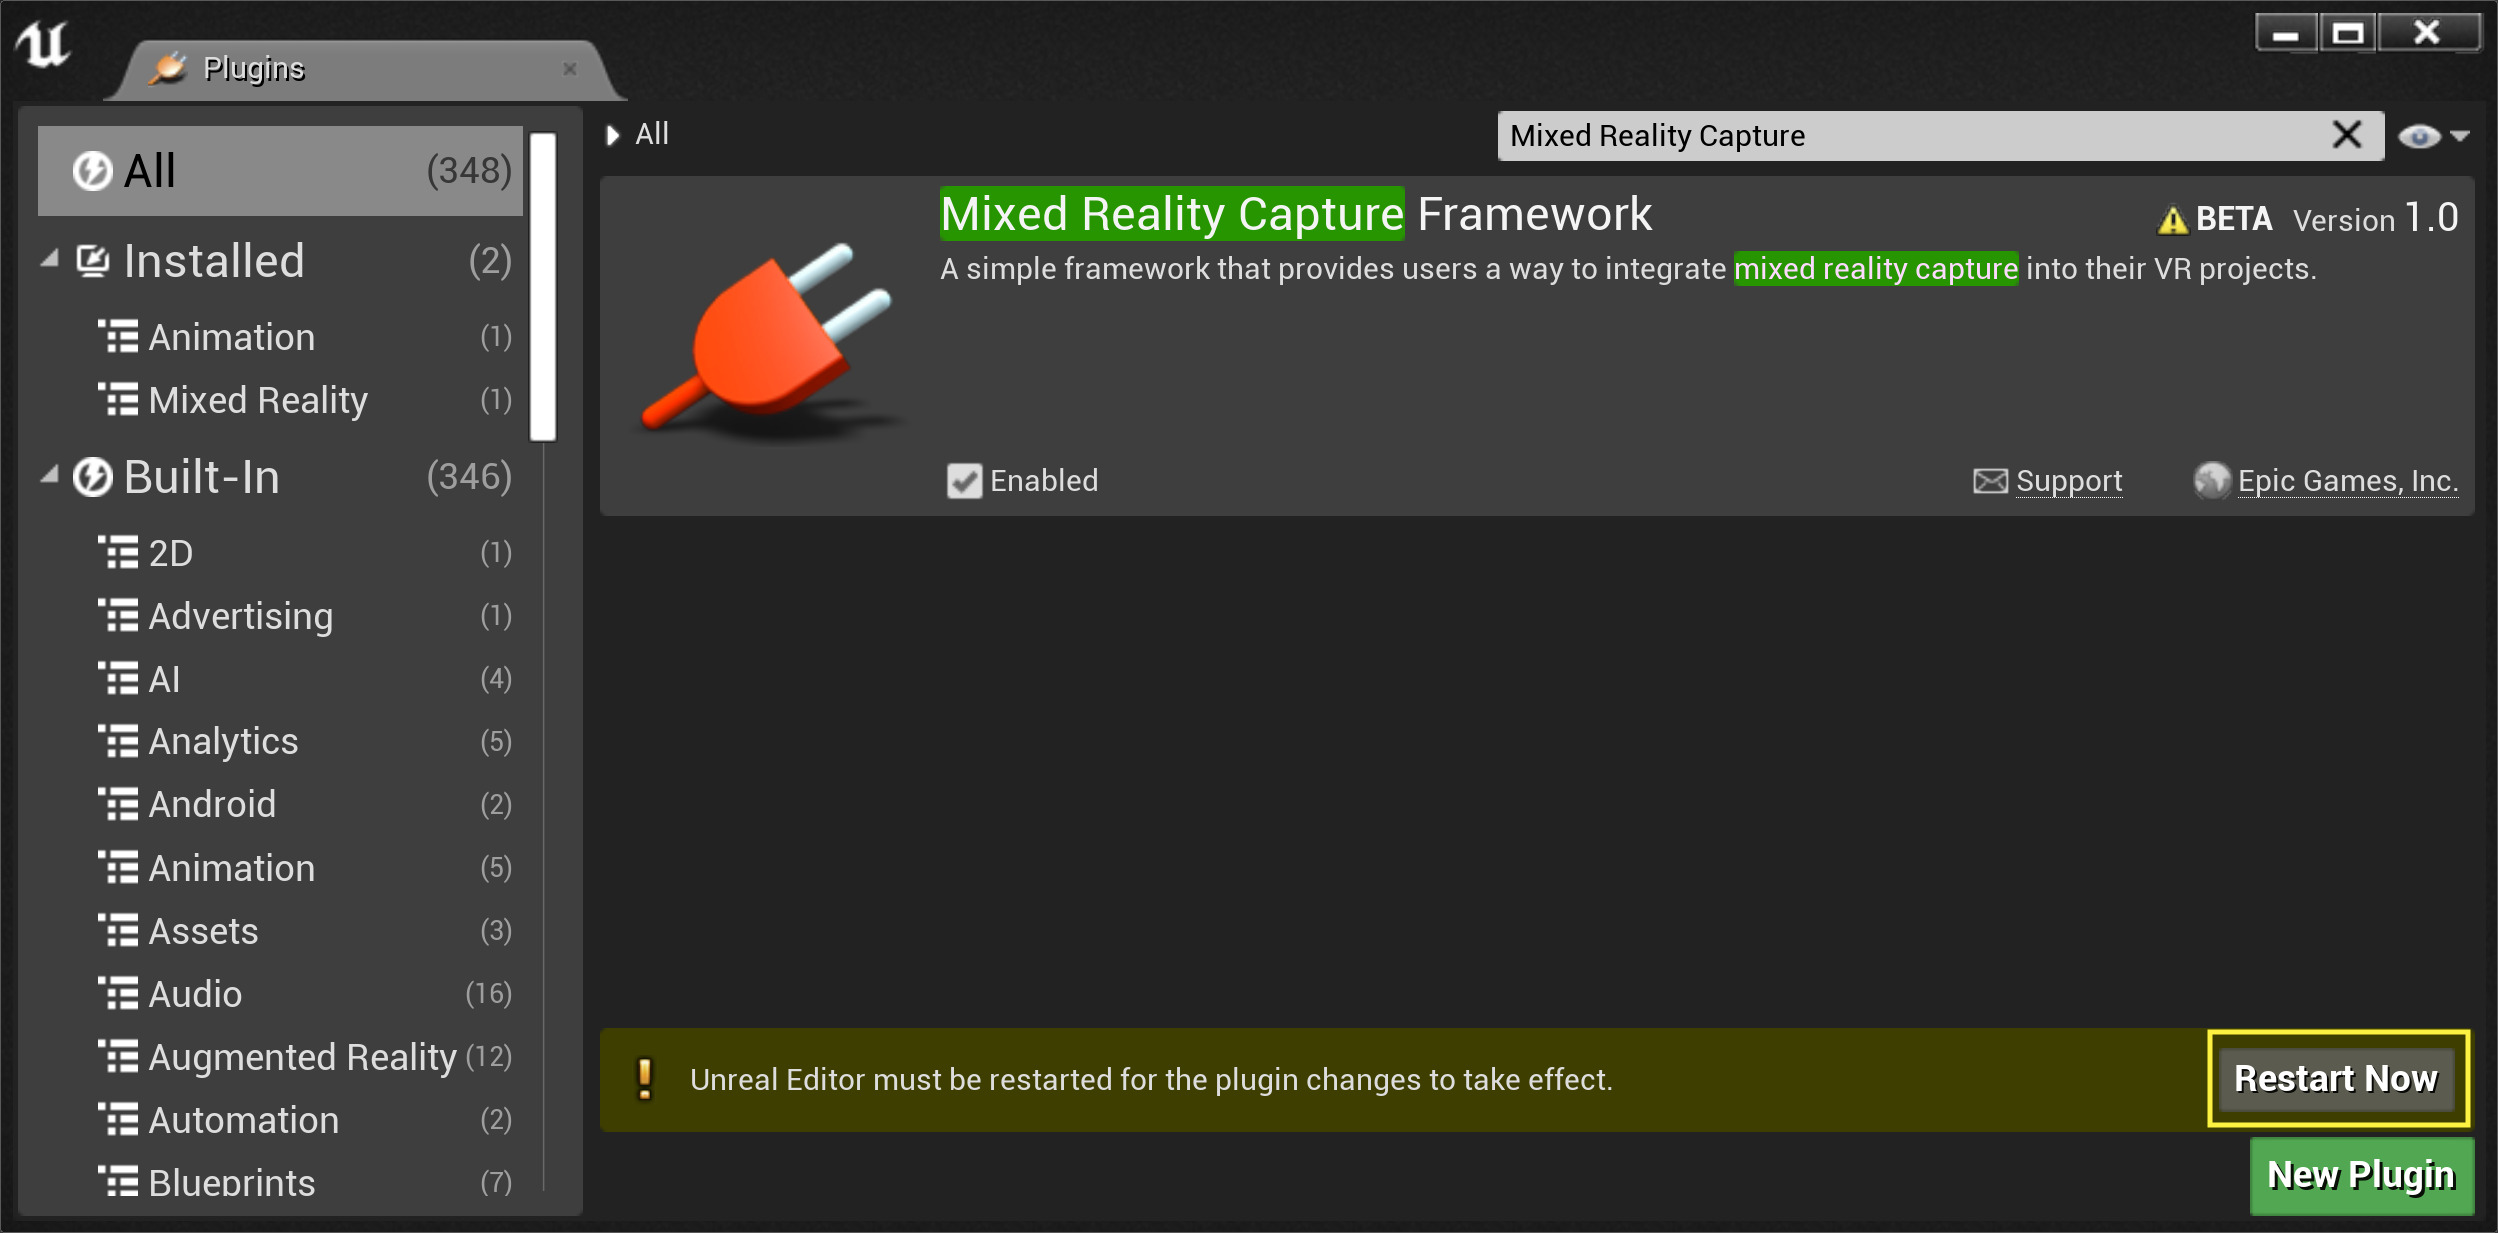 Plugins
All (348)
Installed (2)
Animation (1)
Mixed Reality (1)
Built-In (346)
2D (1)
Advertising (1)
AI (4)
Analytics (5)
Android (2)
Animation (5)
Assets (3)
Audio (16)
Augmented Reality (12)
Automation (2)
Blueprints (7)
All
Mixed Reality Capture
Mixed Reality Capture Framework
BETA Version 1.0
A simple framework that provides users a way to integrate mixed reality capture into their VR projects.
Enabled
Support
Epic Games, Inc.
Unreal Editor must be restarted for the plugin changes to take effect.
Restart Now
New Plugin